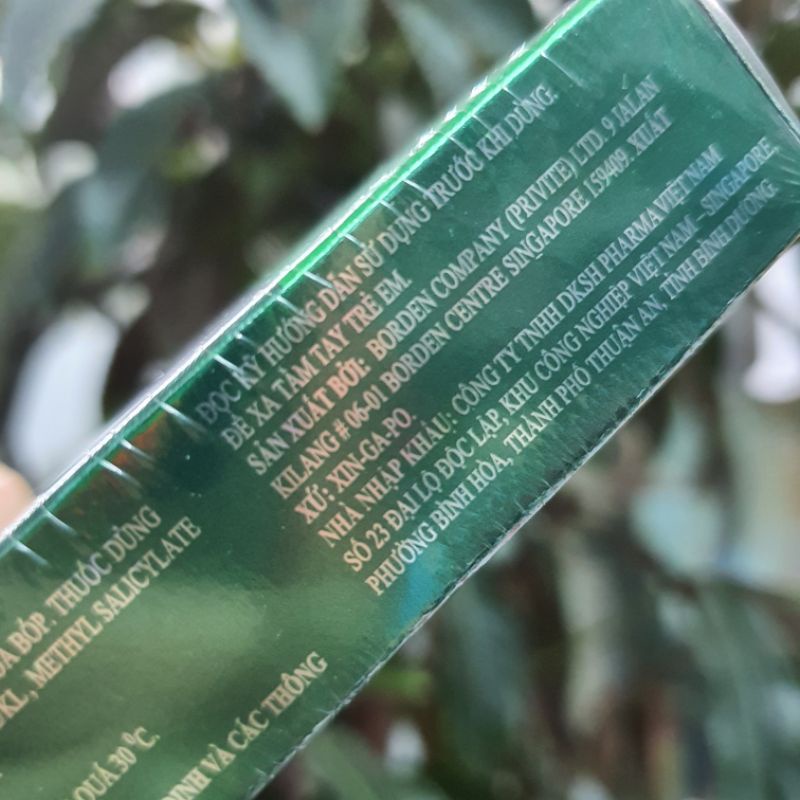 ĐỌC KỸ HƯỚNG DẪN SỬ DỤNG TRƯỚC KHI DÙNG.
ĐỂ XA TẦM TAY TRẺ EM
SẢN XUẤT BỞI: BORDEN COMPANY (PRIVITE) LTD. 9 JALAN
KILANG # 06-01 BORDEN CENTRE SINGAPORE 159409. XUẤT
XỨ: XIN-GA-PO.
NHÀ NHẬP KHẨU: CÔNG TY TNHH DKSH PHARMA VIỆT NAM
SỐ 23 ĐẠI LỘ ĐỘC LẬP, KHU CÔNG NGHIỆP VIỆT NAM – SINGAPORE,
PHƯỜNG BÌNH HÒA, THÀNH PHỐ THUẬN AN, TỈNH BÌNH DƯƠNG.
BÓP. THUỐC DÙNG
METHYL SALICYLATE
QUÁ 30⁰C.
ĐỊNH VÀ CÁC THÔNG